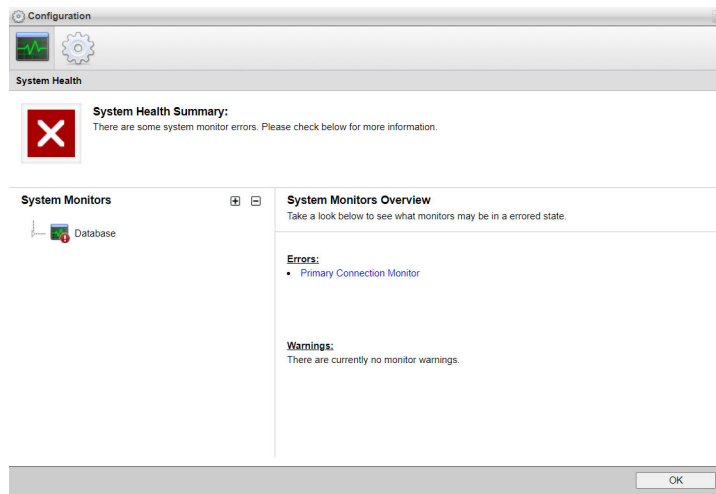 Configuration
System Health
System Health Summary:
There are some system monitor errors. Please check below for more information.
System Monitors
Database
System Monitors Overview
Take a look below to see what monitors may be in a errored state.
Errors:
• Primary Connection Monitor
Warnings:
There are currently no monitor warnings.
OK